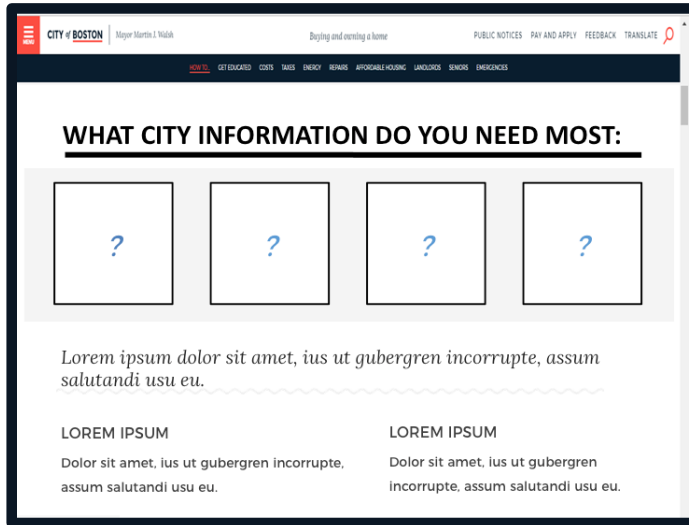 MENU
CITY of BOSTON
Mayor Martin J. Walsh
Buying and owning a home
PUBLIC NOTICES PAY AND APPLY FEEDBACK TRANSLATE
HOW TO... GET EDUCATED COSTS TAXES ENERGY REPAIRS AFFORDABLE HOUSING LANDLORDS SENIORS EMERGENCIES
WHAT CITY INFORMATION DO YOU NEED MOST:
? ? ? ?
Lorem ipsum dolor sit amet, ius ut gubergren incorrupte, assum
salutandi usu eu.
LOREM IPSUM
Dolor sit amet, ius ut gubergren incorrupte,
assum salutandi usu eu.
LOREM IPSUM
Dolor sit amet, ius ut gubergren
incorrupte, assum salutandi usu eu.